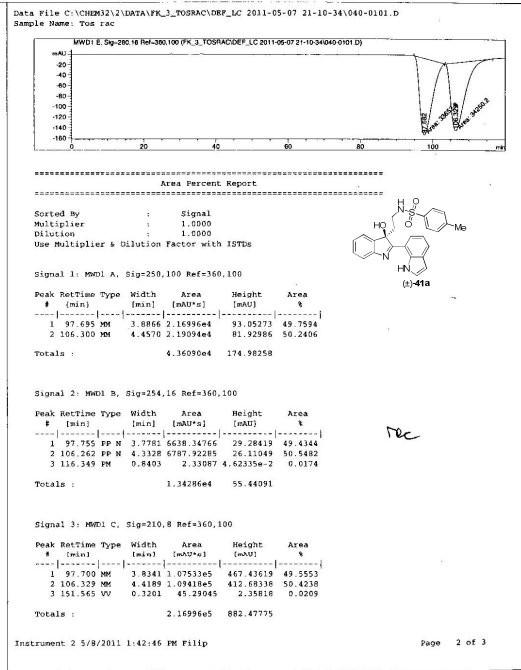 Data File C:\CHEM32\2\DATA\FK_3_TOSRAC\DEF_LC 2011-05-07 21-10-34\040-0101.D
Sample Name: Tos rac
MWD1 E, Sig=280,16 Ref=360,100 (FK_3_TOSRAC\DEF_LC 2011-05-07 21-10-34\040-0101.D)
mAU
-20
-40
-60
-80
-100
-120
-140
-160
97.682
106.329
Area: 34250.2
0 20 40 60 80 100 min
Area Percent Report
Sorted By : Signal
Multiplier : 1.0000
Dilution : 1.0000
Use Multiplier & Dilution Factor with ISTDs
HO
H
N
O
S
O
Me
N
HN
(±)-41a
Signal 1: MWD1 A, Sig=250,100 Ref=360,100
Peak RetTime Type Width Area Height Area
# [min] [min] [mAU*s] [mAU] %
1 97.695 MM 3.8866 2.16996e4 93.05273 49.7594
2 106.300 MM 4.4570 2.19094e4 81.92986 50.2406
Totals : 4.36090e4 174.98258
Signal 2: MWD1 B, Sig=254,16 Ref=360,100
Peak RetTime Type Width Area Height Area
# [min] [min] [mAU*s] [mAU] %
1 97.755 PP N 3.7781 6638.34766 29.28419 49.4344
2 106.262 PP N 4.3328 6787.92285 26.11049 50.5482
3 116.349 PM 0.8403 2.33087 4.62335e-2 0.0174
Totals : 1.34286e4 55.44091
rac
Signal 3: MWD1 C, Sig=210,8 Ref=360,100
Peak RetTime Type Width Area Height Area
# [min] [min] [mAU*s] [mAU] %
1 97.700 MM 3.8341 1.07533e5 467.43619 49.5553
2 106.329 MM 4.4189 1.09418e5 412.68338 50.4238
3 151.565 VV 0.3201 45.29045 2.35818 0.0209
Totals : 2.16996e5 882.47775
Instrument 2 5/8/2011 1:42:46 PM Filip Page 2 of 3